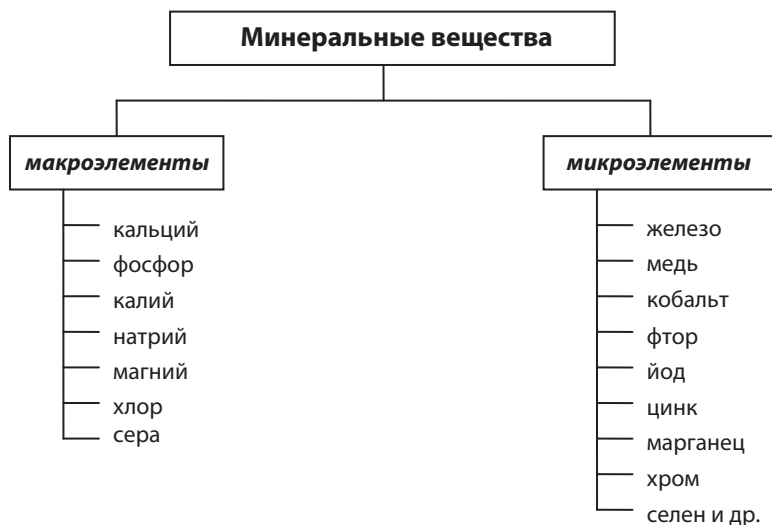 Минеральные вещества
макроэлементы
кальций
фосфор
калий
натрий
магний
хлор
сера
микроэлементы
железо
медь
кобальт
фтор
йод
цинк
марганец
хром
селен и др.